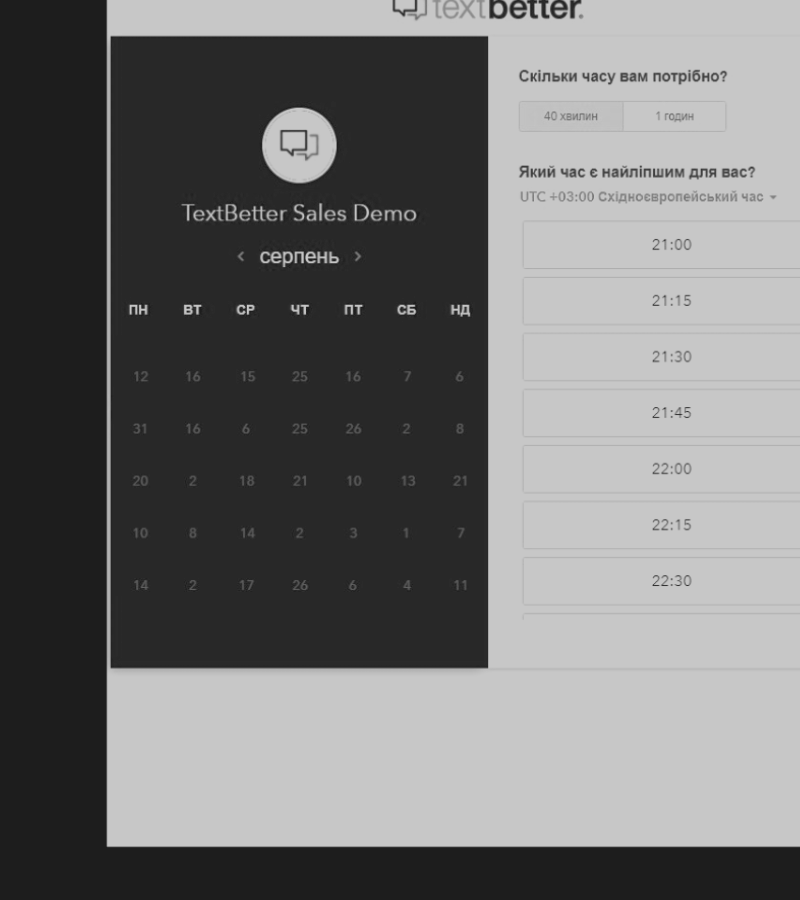 textbetter.
TextBetter Sales Demo
‹ серпень ›
ПН ВТ СР ЧТ ПТ СБ НД
12 16 15 25 16 7 6
31 16 6 25 26 2 8
20 2 18 21 10 13 21
10 8 14 2 3 1 7
14 2 17 26 6 4 11
Скільки часу вам потрібно?
40 хвилин 1 годин
Який час є найліпшим для вас?
UTC +03:00 Східноєвропейський час
21:00
21:15
21:30
21:45
22:00
22:15
22:30